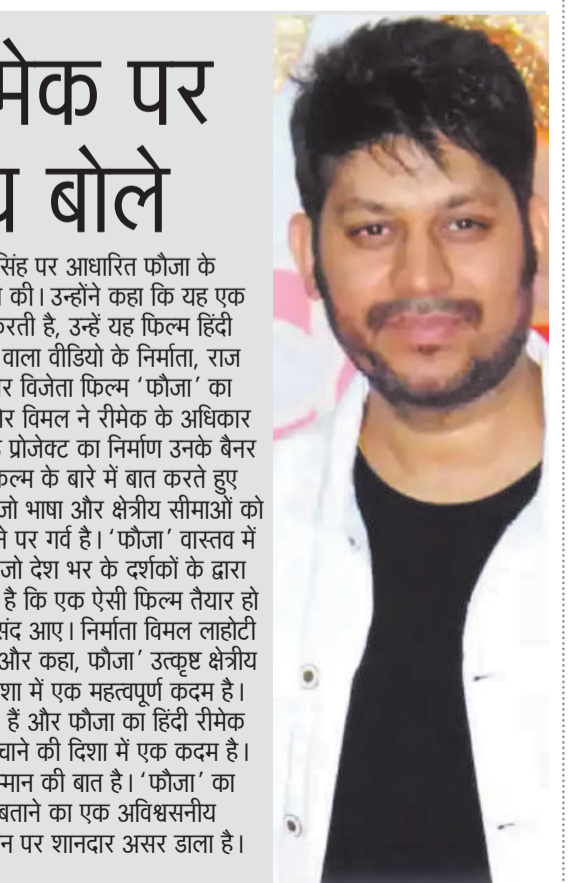 मेक पर
बोले
सिंह पर आधारित फौजा के
की। उन्होंने कहा कि यह एक
करती है, उन्हें यह फिल्म हिंदी
वाला वीडियो के निर्माता, राज
विजेता फिल्म ‘फौजा’ का
विमल ने रीमेक के अधिकार
प्रोजेक्ट का निर्माण उनके बैनर
के बारे में बात करते हुए
जो भाषा और क्षेत्रीय सीमाओं को
पर गर्व है। ‘फौजा’ वास्तव में
जो देश भर के दर्शकों के द्वारा
है कि एक ऐसी फिल्म तैयार हो
आए। निर्माता विमल लाहोटी
और कहा, फौजा’ उत्कृष्ट क्षेत्रीय
में एक महत्वपूर्ण कदम है।
हैं और फौजा का हिंदी रीमेक
की दिशा में एक कदम है।
की बात है। ‘फौजा’ का
बताने का एक अविश्वसनीय
पर शानदार असर डाला है।